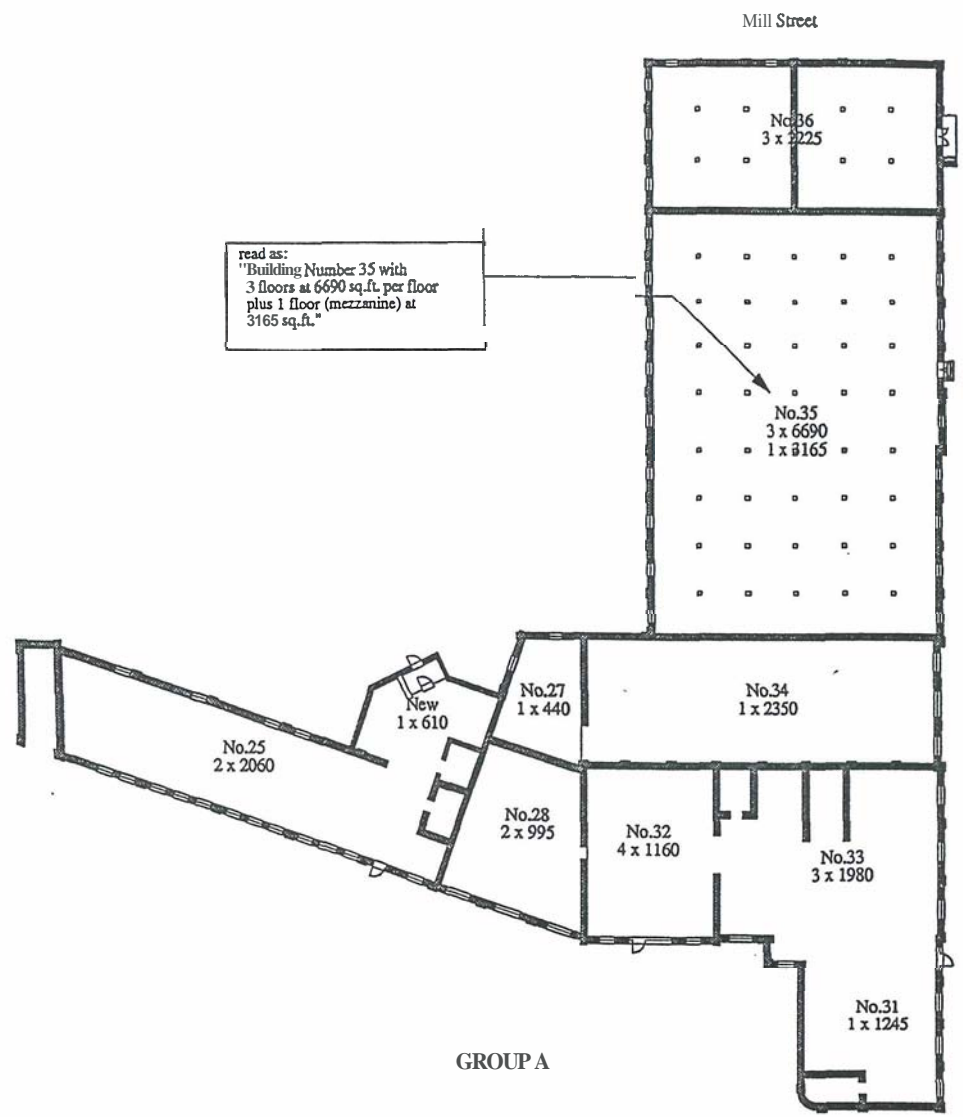 Mill Street
No.36
3 x 2225
read as:
"Building Number 35 with
3 floors at 6690 sq.ft. per floor
plus 1 floor (mezzanine) at
3165 sq.ft."
No.35
3 x 6690
1 x 3165
No.27
1 x 440
No.34
1 x 2350
New
1 x 610
No.25
2 x 2060
No.28
2 x 995
No.32
4 x 1160
No.33
3 x 1980
No.31
1 x 1245
GROUP A